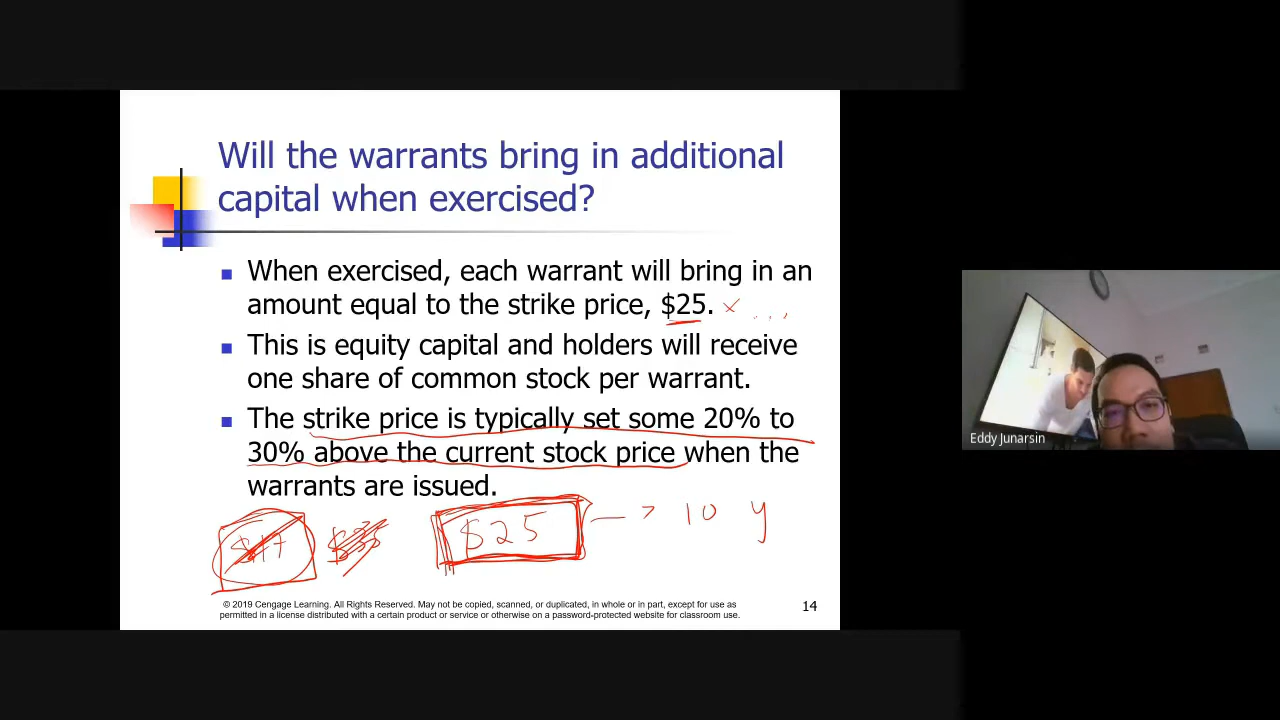 Will the warrants bring in additional
capital when exercised?
When exercised, each warrant will bring in an
amount equal to the strike price, $25. × ...
This is equity capital and holders will receive
one share of common stock per warrant.
The strike price is typically set some 20% to
30% above the current stock price when the
warrants are issued.
$25 → 10 y
© 2019 Cengage Learning. All Rights Reserved. May not be copied, scanned, or duplicated, in whole or in part, except for use as
permitted in a license distributed with a certain product or service or otherwise on a password-protected website for classroom use.
14
Eddy Junarsin